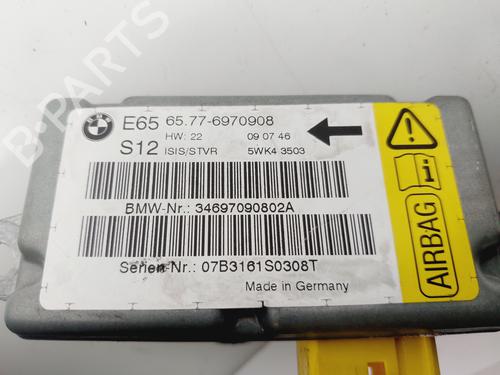 BMW
E65 65.77-6970908
HW: 22 09 07 46
S12 ISIS/STVR 5WK4 3503
BMW-Nr.: 34697090802A
Serien-Nr.: 07B3161S0308T
Made in Germany
AIRBAG
i
B-PARTS